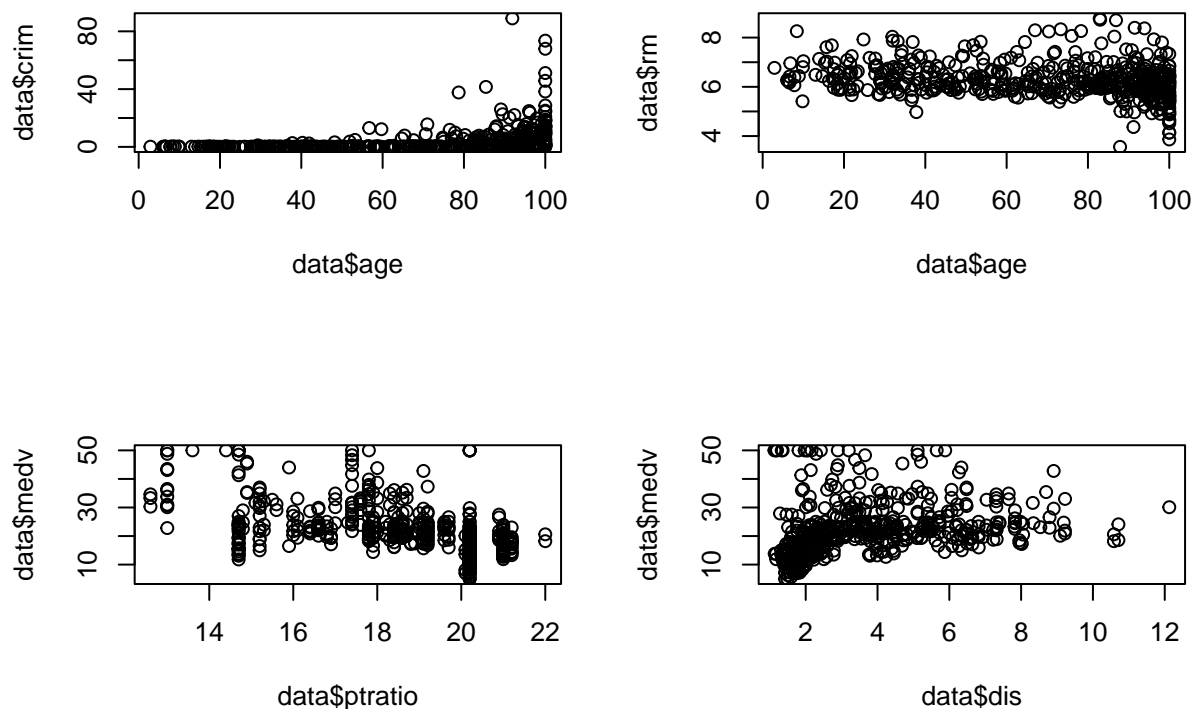 data$crim
0 40 80
0 20 40 60 80 100
data$age
data$rm
4 6 8
0 20 40 60 80 100
data$age
data$medv
10 30 50
14 16 18 20 22
data$ptratio
data$medv
10 30 50
2 4 6 8 10 12
data$dis